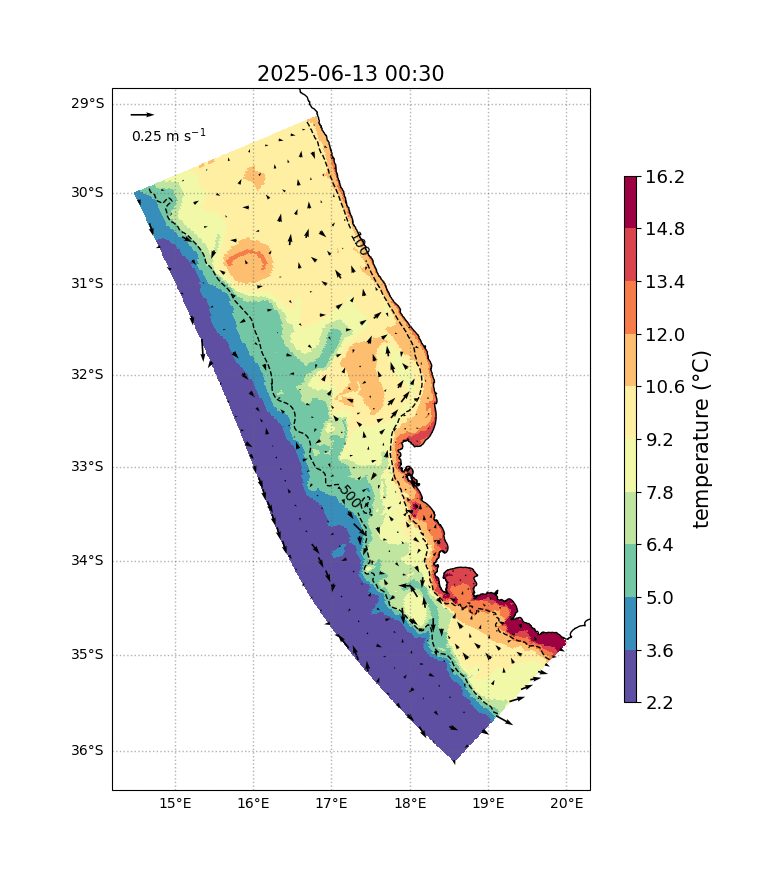 2025-06-13 00:30
0.25 m s⁻¹
29°S
30°S
31°S
32°S
33°S
34°S
35°S
36°S
15°E
16°E
17°E
18°E
19°E
20°E
100
500
16.2
14.8
13.4
12.0
10.6
9.2
7.8
6.4
5.0
3.6
2.2
temperature (°C)